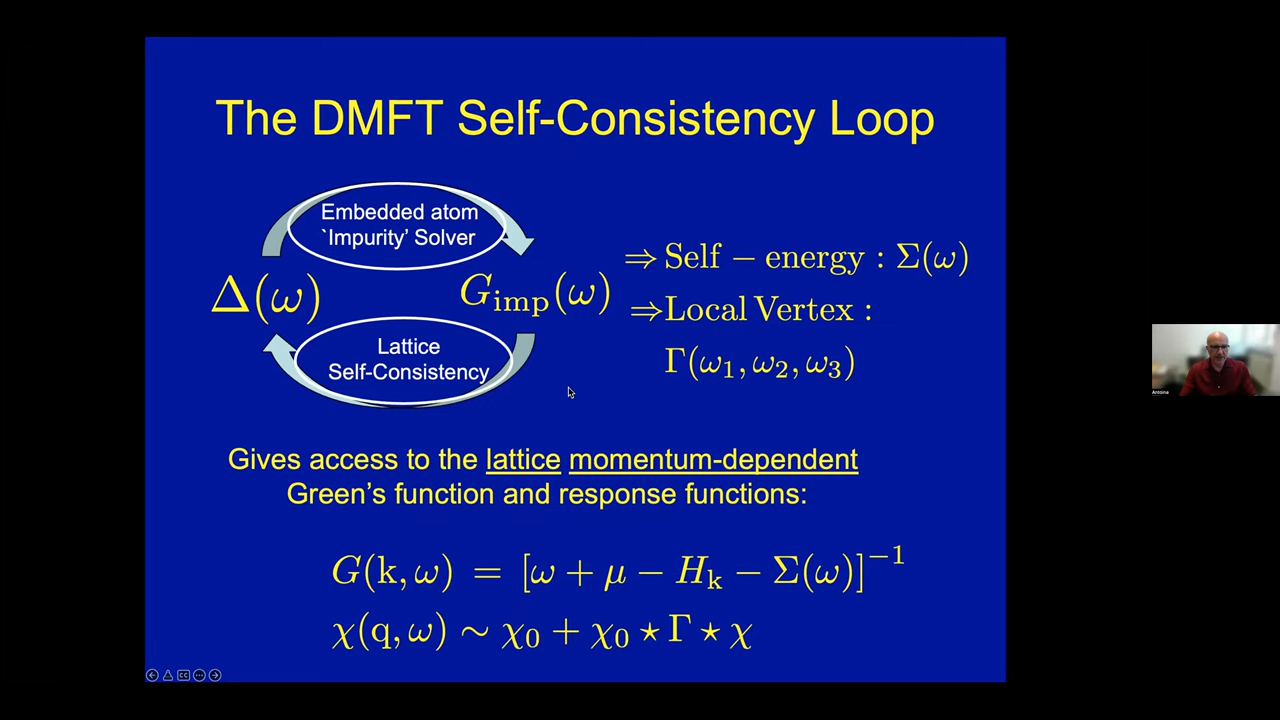 The DMFT Self-Consistency Loop
Embedded atom
`Impurity’ Solver
Δ(ω)
G_imp(ω)
⇒ Self − energy : Σ(ω)
⇒Local Vertex :
Γ(ω₁, ω₂, ω₃)
Lattice
Self-Consistency
Gives access to the lattice momentum-dependent
Green’s function and response functions:
G(k, ω) = [ω + μ − H_k − Σ(ω)]⁻¹
χ(q, ω) ∼ χ₀ + χ₀ ⋆ Γ ⋆ χ
Antoine